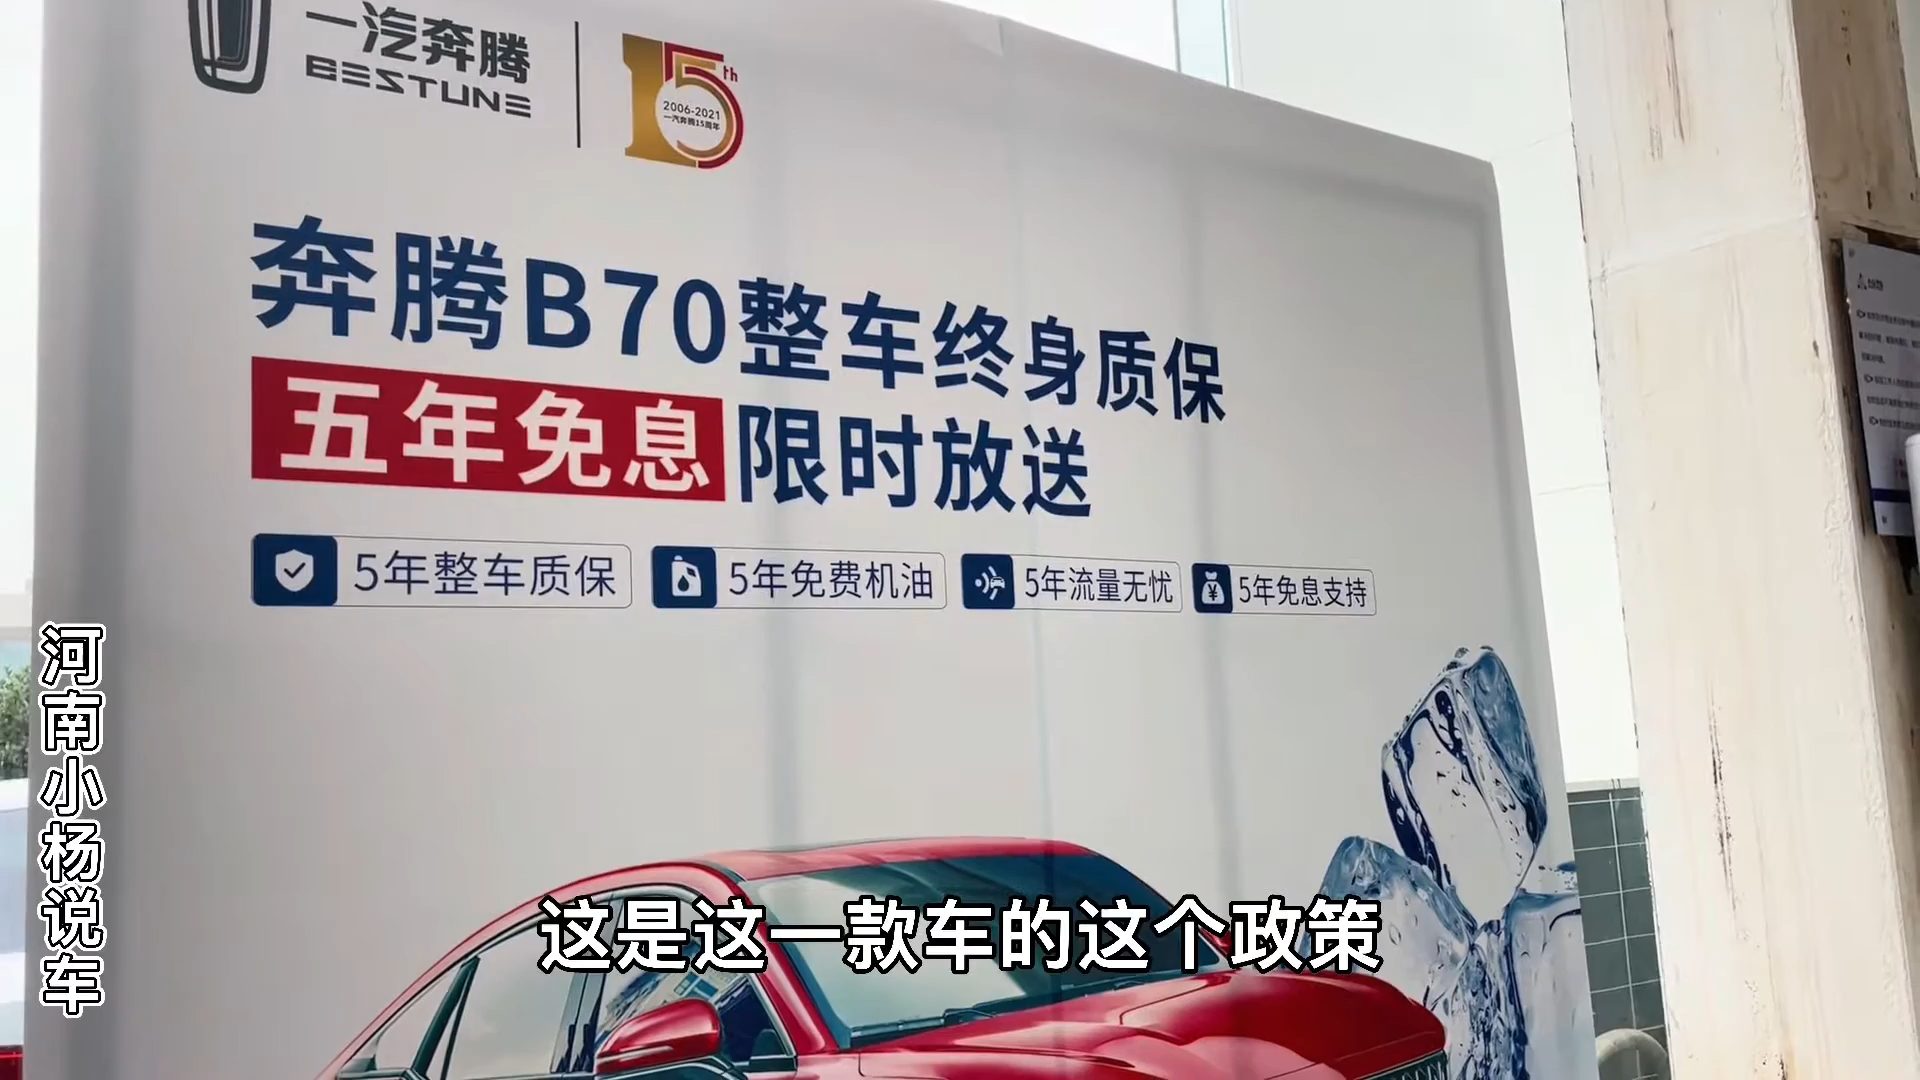 一汽奔腾
BESTUNE
15th
2006-2021
一汽奔腾15周年
奔腾B70整车终身质保
五年免息限时放送
5年整车质保
5年免费机油
5年流量无忧
5年免息支持
河南小杨说车
这是这一款车的这个政策